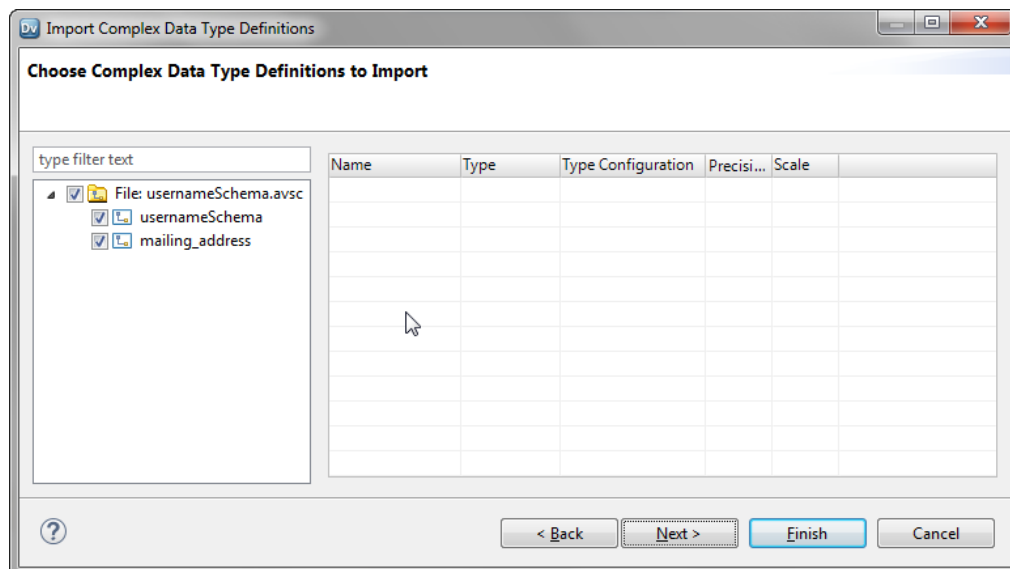 Dv Import Complex Data Type Definitions
Choose Complex Data Type Definitions to Import
type filter text
File: usernameSchema.avsc
usernameSchema
mailing_address
Name Type Type Configuration Precisi... Scale
? < Back Next > Finish Cancel